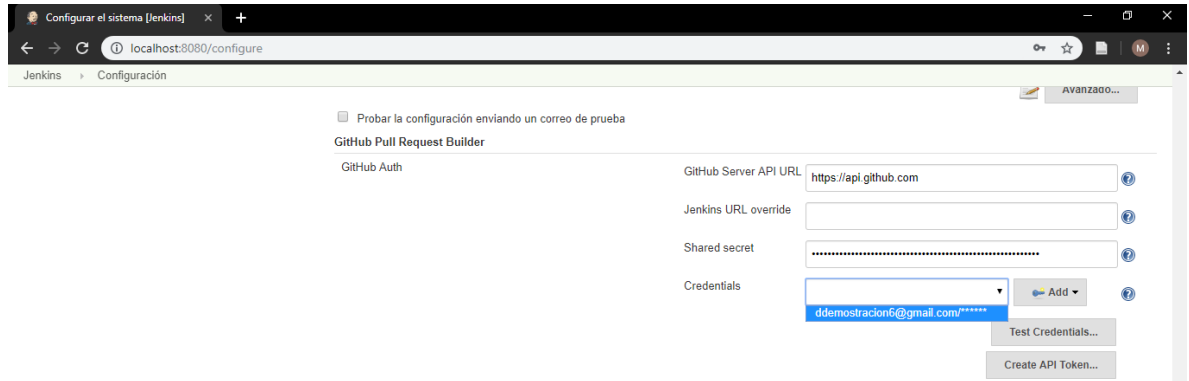 Configurar el sistema [Jenkins]
localhost:8080/configure
M
Jenkins Configuración
Avanzado...
Probar la configuración enviando un correo de prueba
GitHub Pull Request Builder
GitHub Auth
GitHub Server API URL https://api.github.com
Jenkins URL override
Shared secret ••••••••••••••••••••••••••••••••••••••••••••••••••••••••••
Credentials Add
ddemostracion6@gmail.com/******
Test Credentials...
Create API Token...